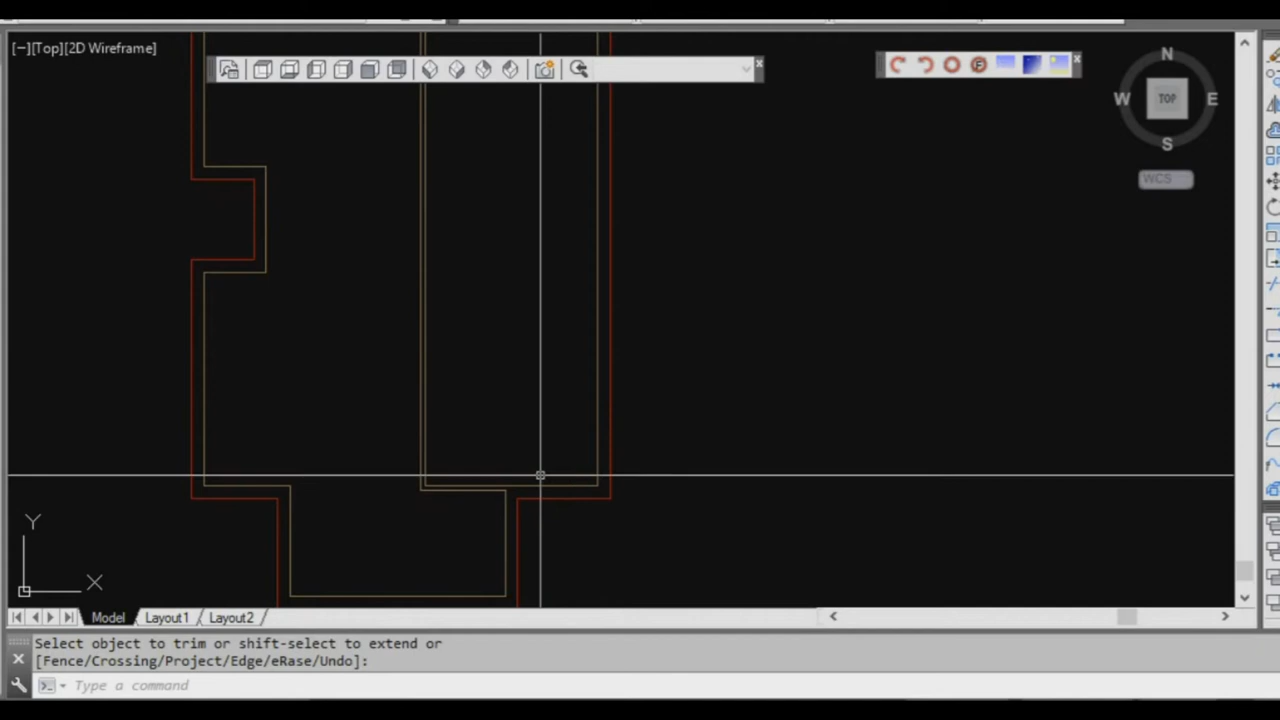 [−][Top][2D Wireframe]
N
W
TOP
E
S
WCS
Y
X
Model
Layout1
Layout2
Select object to trim or shift-select to extend or
[Fence/Crossing/Project/Edge/eRase/Undo]:
Type a command